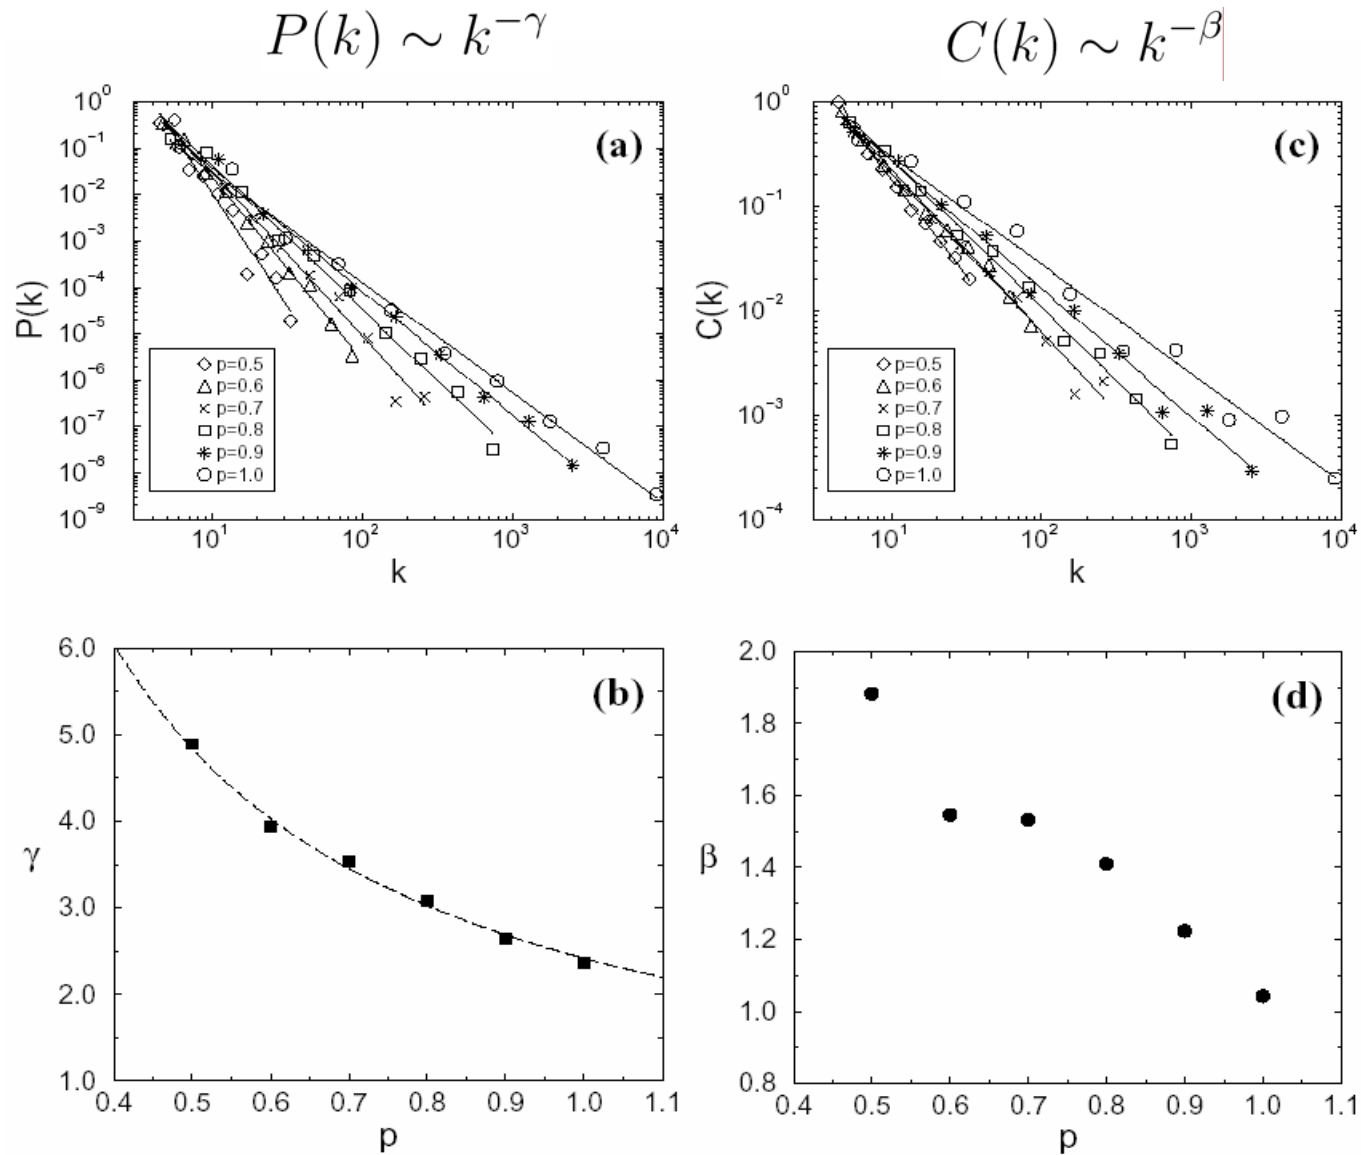 P(k) ∼ k^{−γ}
C(k) ∼ k^{−β}
(a)
P(k)
10^0
10^-1
10^-2
10^-3
10^-4
10^-5
10^-6
10^-7
10^-8
10^-9
p=0.5
p=0.6
p=0.7
p=0.8
p=0.9
p=1.0
10^1 10^2 10^3 10^4
k
(c)
C(k)
10^0
10^-1
10^-2
10^-3
10^-4
p=0.5
p=0.6
p=0.7
p=0.8
p=0.9
p=1.0
10^1 10^2 10^3 10^4
k
(b)
γ
6.0
5.0
4.0
3.0
2.0
1.0
0.4 0.5 0.6 0.7 0.8 0.9 1.0 1.1
p
(d)
β
2.0
1.8
1.6
1.4
1.2
1.0
0.8
0.4 0.5 0.6 0.7 0.8 0.9 1.0 1.1
p